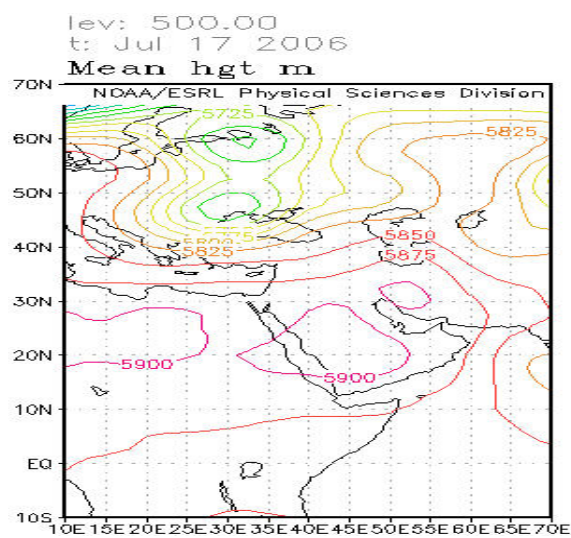 lev: 500.00
t: Jul 17 2006
Mean hgt m
70N
NOAA/ESRL Physical Sciences Division
5725
60N
5825
50N
5775
5800
5850
40N
5825
5875
30N
20N
5900
5900
10N
EQ
10S
10E 15E 20E 25E 30E 35E 40E 45E 50E 55E 60E 65E 70E